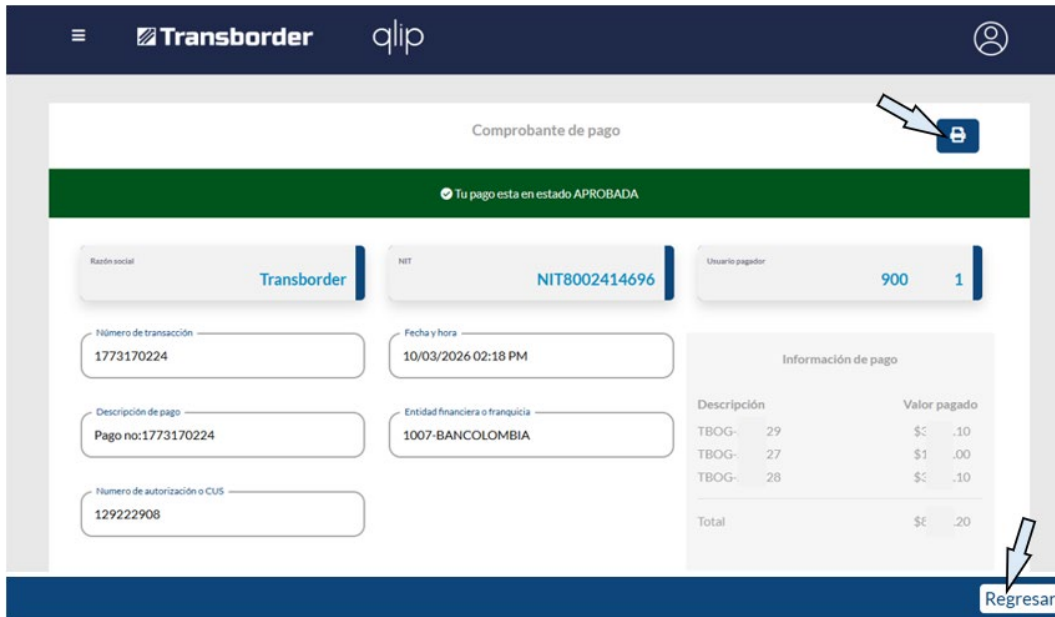 Transborder qlip
Comprobante de pago
Tu pago esta en estado APROBADA
Razón social
Transborder
NIT
NIT8002414696
Usuario pagador
900 1
Número de transacción
1773170224
Fecha y hora
10/03/2026 02:18 PM
Descripción de pago
Pago no:1773170224
Entidad financiera o franquicia
1007-BANCOLOMBIA
Numero de autorización o CUS
129222908
Información de pago
Descripción Valor pagado
TBOG- 29 $3 .10
TBOG- 27 $1 .00
TBOG- 28 $3 .10
Total $8 .20
Regresar